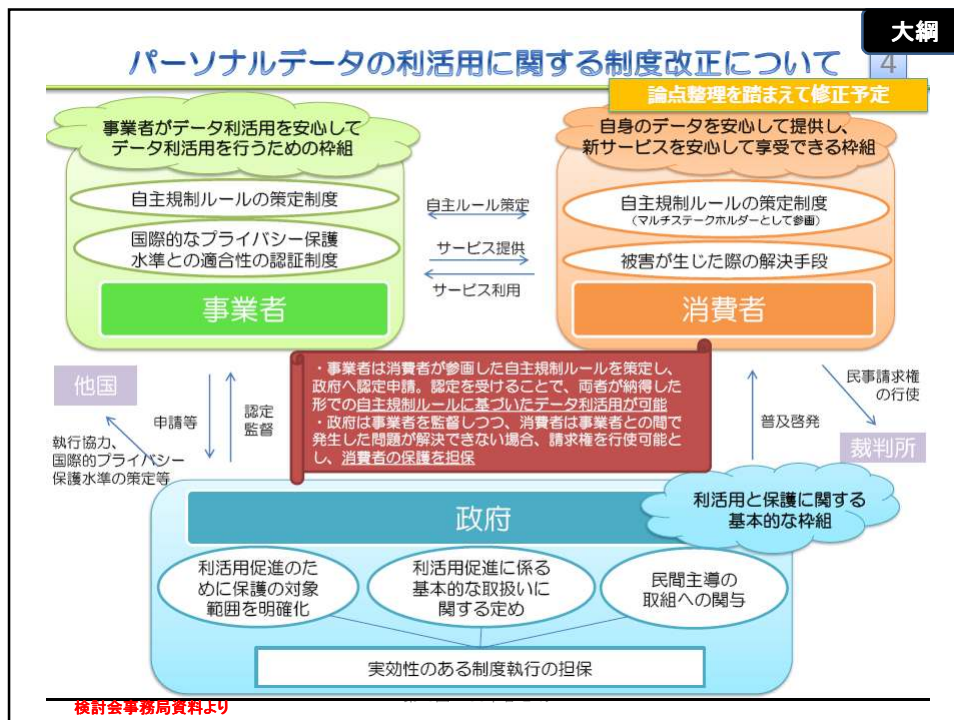 大綱
パーソナルデータの利活用に関する制度改正について
4
論点整理を踏まえて修正予定
事業者がデータ利活用を安心して
データ利活用を行うための枠組
自主規制ルールの策定制度
国際的なプライバシー保護
水準との適合性の認証制度
事業者
自主ルール策定
サービス提供
サービス利用
自身のデータを安心して提供し、
新サービスを安心して享受できる枠組
自主規制ルールの策定制度
(マルチステークホルダーとして参画)
被害が生じた際の解決手段
消費者
他国
執行協力、
国際的プライバシー
保護水準の策定等
申請等
認定
監督
・事業者は消費者が参画した自主規制ルールを策定し、
政府へ認定申請。認定を受けることで、両者が納得した
形での自主規制ルールに基づいたデータ利活用が可能
・政府は事業者を監督しつつ、消費者は事業者との間で
発生した問題が解決できない場合、請求権を行使可能と
し、消費者の保護を担保
普及啓発
民事請求権
の行使
裁判所
政府
利活用と保護に関する
基本的な枠組
利活用促進のた
めに保護の対象
範囲を明確化
利活用促進に係る
基本的な取扱いに
関する定め
民間主導の
取組への関与
実効性のある制度執行の担保
検討会事務局資料より